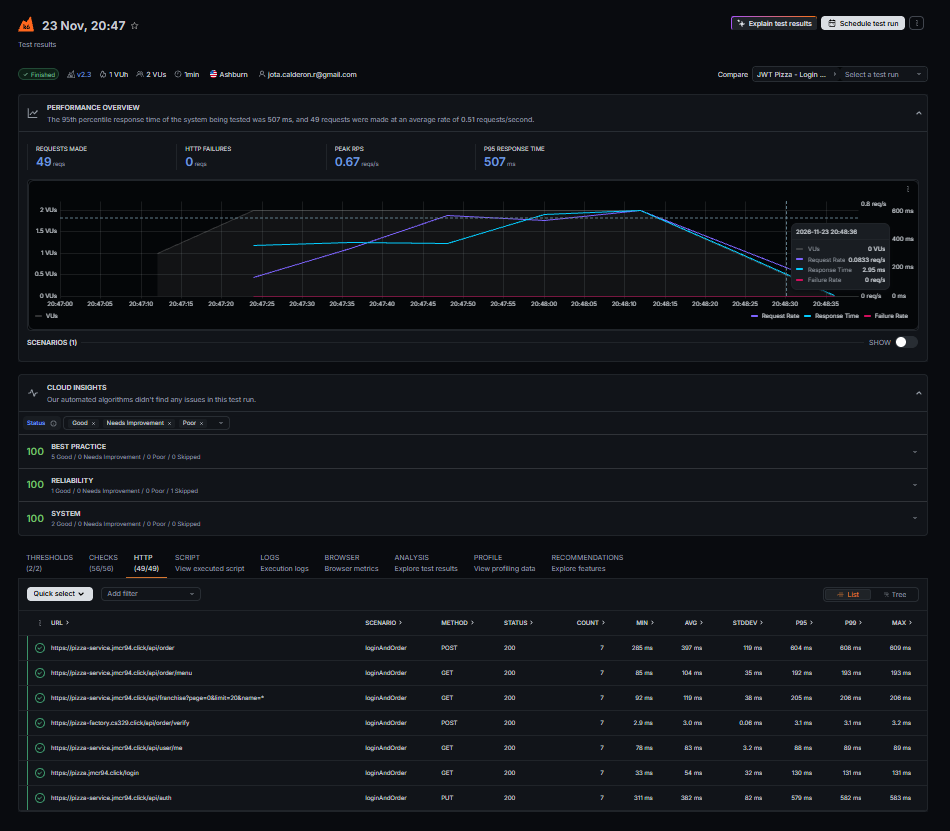 23 Nov, 20:47
Explain test results
Schedule test run
Test results
Finished v2.3 1 VUh 2 VUs 1min Ashburn jota.calderon.r@gmail.com
Compare JWT Pizza - Login ... Select a test run
PERFORMANCE OVERVIEW
The 95th percentile response time of the system being tested was 507 ms, and 49 requests were made at an average rate of 0.51 requests/second.
REQUESTS MADE HTTP FAILURES PEAK RPS P95 RESPONSE TIME
49 reqs 0 reqs 0.67 reqs/s 507 ms
2 VUs
1.5 VUs
1 VUs
0.5 VUs
0 VUs
0.8 req/s
600 ms
400 ms
200 ms
0 req/s 0 ms
2026-11-23 20:48:36
VUs 0 VUs
Request Rate 0.0833 req/s
Response Time 2.95 ms
Failure Rate 0 req/s
20:47:00 20:47:05 20:47:10 20:47:15 20:47:20 20:47:25 20:47:30 20:47:35 20:47:40 20:47:45 20:47:50 20:47:55 20:48:00 20:48:05 20:48:10 20:48:15 20:48:20 20:48:25 20:48:30 20:48:35
VUs
Request Rate Response Time Failure Rate
SCENARIOS (1)
SHOW
CLOUD INSIGHTS
Our automated algorithms didn't find any issues in this test run.
Status Good × Needs Improvement × Poor ×
100 BEST PRACTICE
5 Good / 0 Needs Improvement / 0 Poor / 0 Skipped
100 RELIABILITY
1 Good / 0 Needs Improvement / 0 Poor / 1 Skipped
100 SYSTEM
2 Good / 0 Needs Improvement / 0 Poor / 0 Skipped
THRESHOLDS CHECKS HTTP SCRIPT LOGS BROWSER ANALYSIS PROFILE RECOMMENDATIONS
(2/2) (56/56) (49/49) View executed script Execution logs Browser metrics Explore test results View profiling data Explore features
Quick select Add filter List Tree
URL SCENARIO METHOD STATUS COUNT MIN AVG STDDEV P95 P99 MAX
https://pizza-service.jmcr94.click/api/order loginAndOrder POST 200 7 285 ms 397 ms 119 ms 604 ms 608 ms 609 ms
https://pizza-service.jmcr94.click/api/order/menu loginAndOrder GET 200 7 85 ms 104 ms 35 ms 192 ms 193 ms 193 ms
https://pizza-service.jmcr94.click/api/franchise?page=0&limit=20&name=* loginAndOrder GET 200 7 92 ms 119 ms 38 ms 205 ms 206 ms 206 ms
https://pizza-factory.cs329.click/api/order/verify loginAndOrder POST 200 7 2.9 ms 3.0 ms 0.06 ms 3.1 ms 3.1 ms 3.2 ms
https://pizza-service.jmcr94.click/api/user/me loginAndOrder GET 200 7 78 ms 83 ms 3.2 ms 88 ms 89 ms 89 ms
https://pizza.jmcr94.click/login loginAndOrder GET 200 7 33 ms 54 ms 32 ms 130 ms 131 ms 131 ms
https://pizza-service.jmcr94.click/api/auth loginAndOrder PUT 200 7 311 ms 382 ms 82 ms 579 ms 582 ms 583 ms